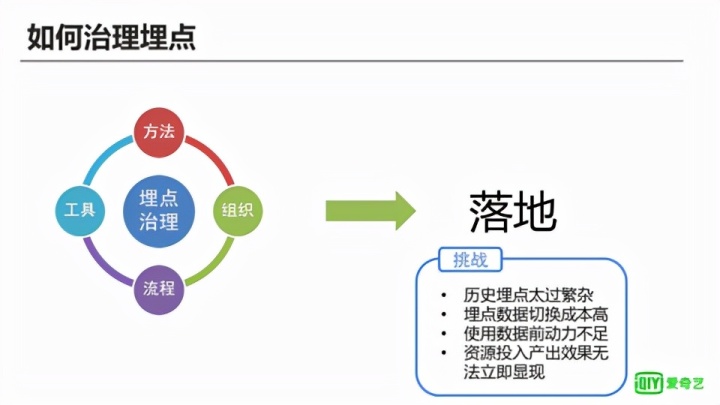 如何治理埋点
方法
工具
埋点
治理
组织
流程
落地
挑战
• 历史埋点太过繁杂
• 埋点数据切换成本高
• 使用数据前动力不足
• 资源投入产出效果无
法立即显现
QIY 爱奇艺